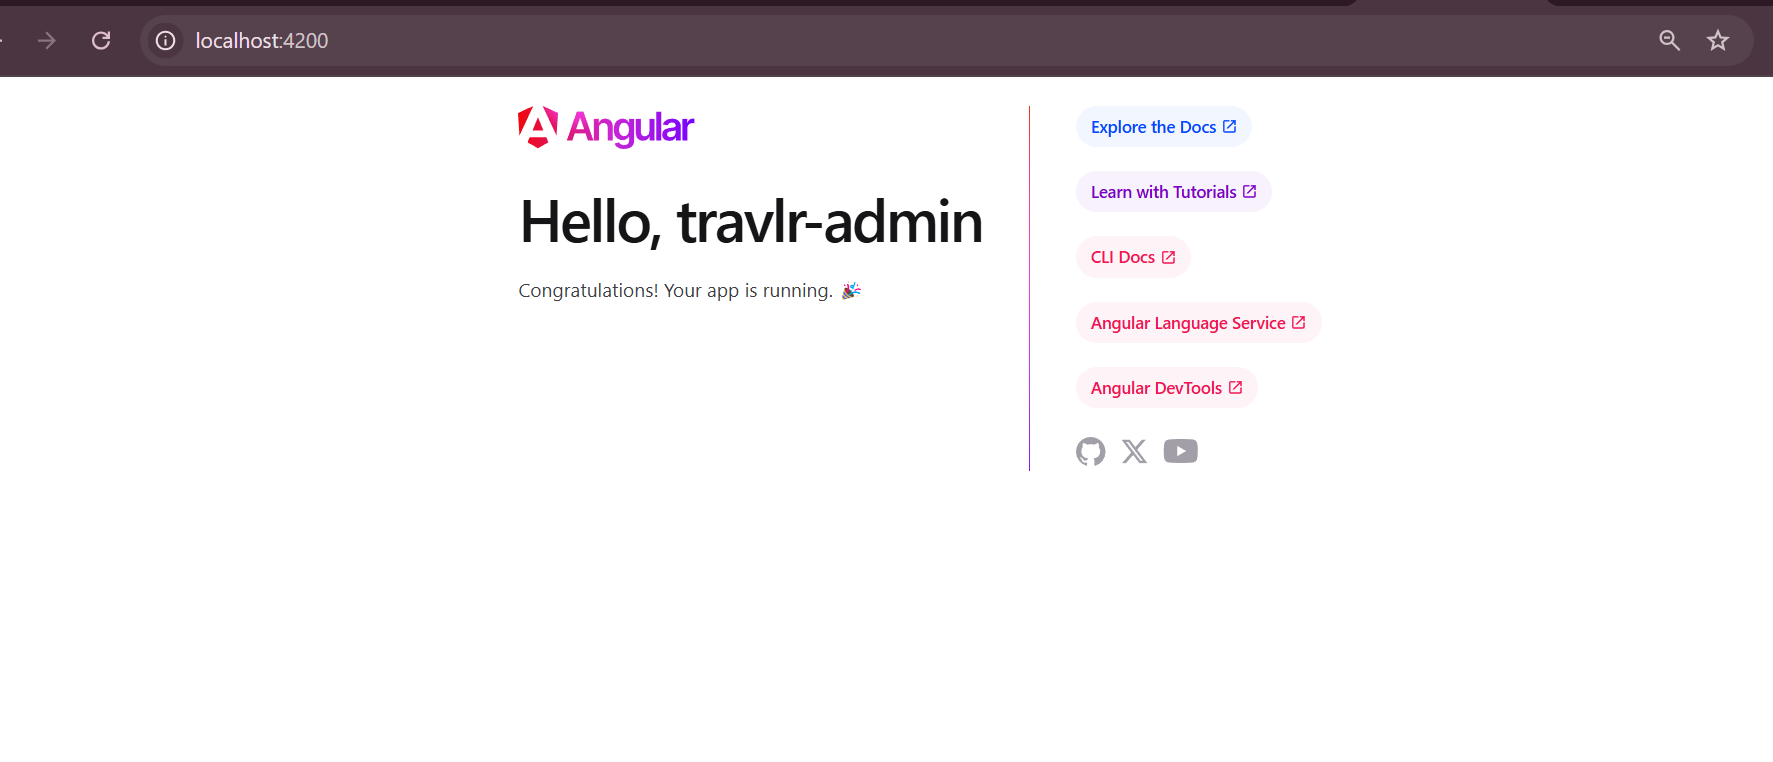 localhost:4200
Angular
Hello, travlr-admin
Congratulations! Your app is running. 🎉
Explore the Docs
Learn with Tutorials
CLI Docs
Angular Language Service
Angular DevTools